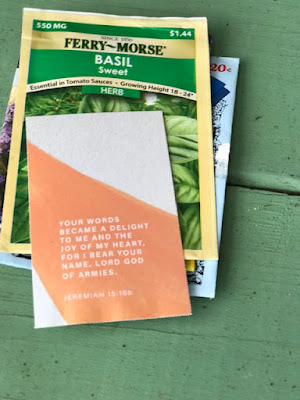 550 MG
$1.44
SINCE 1856
FERRY-MORSE
BASIL
Sweet
Essential in Tomato Sauces • Growing Height 18 - 24"
HERB
20¢
YOUR WORDS
BECAME A DELIGHT
TO ME AND THE
JOY OF MY HEART,
FOR I BEAR YOUR
NAME, LORD GOD
OF ARMIES.
JEREMIAH 15:16b